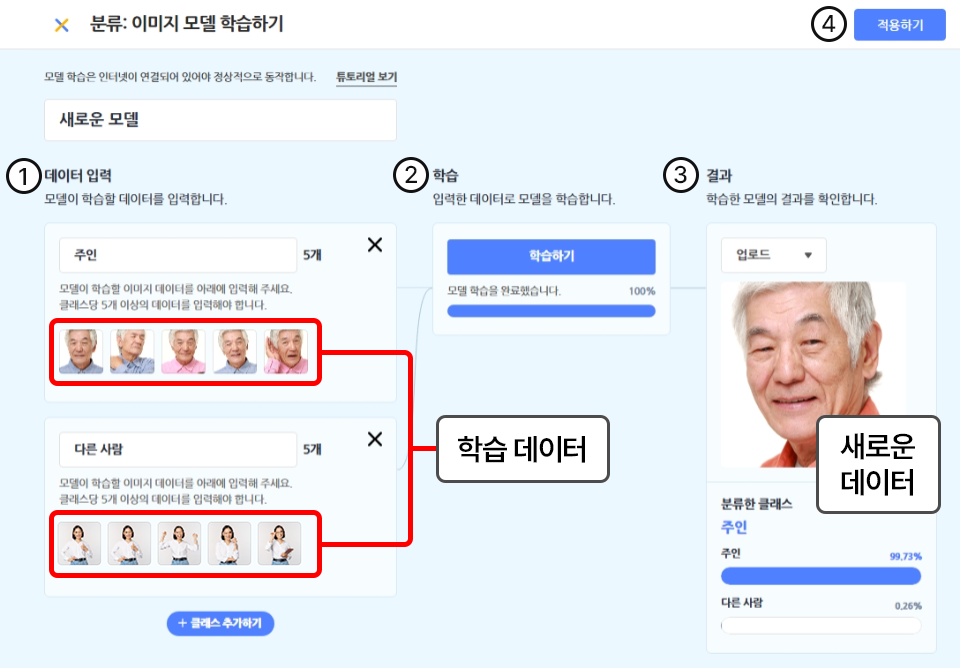 분류: 이미지 모델 학습하기
④ 적용하기
모델 학습은 인터넷이 연결되어 있어야 정상적으로 동작합니다. 튜토리얼 보기
새로운 모델
① 데이터 입력
모델이 학습할 데이터를 입력합니다.
주인 5개
모델이 학습할 이미지 데이터를 아래에 입력해 주세요.
클래스당 5개 이상의 데이터를 입력해야 합니다.
다른 사람 5개
모델이 학습할 이미지 데이터를 아래에 입력해 주세요.
클래스당 5개 이상의 데이터를 입력해야 합니다.
+ 클래스 추가하기
② 학습
입력한 데이터로 모델을 학습합니다.
학습하기
모델 학습을 완료했습니다. 100%
학습 데이터
③ 결과
학습한 모델의 결과를 확인합니다.
업로드
새로운
데이터
분류한 클래스
주인
주인 99.73%
다른 사람 0.26%